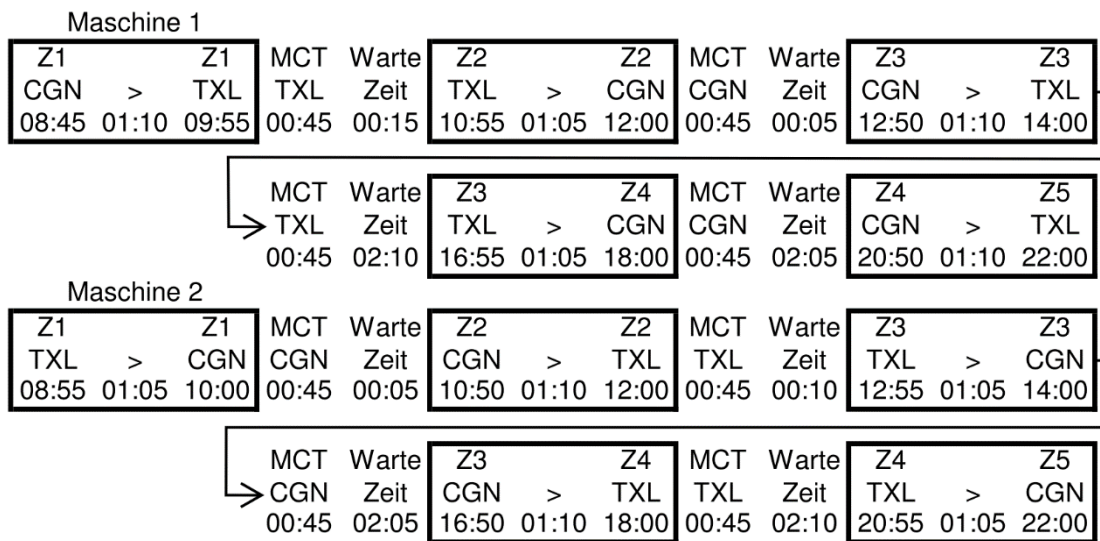 Maschine 1
Z1 Z1 MCT Warte Z2 Z2 MCT Warte Z3 Z3
CGN > TXL TXL Zeit TXL > CGN CGN Zeit CGN > TXL
08:45 01:10 09:55 00:45 00:15 10:55 01:05 12:00 00:45 00:05 12:50 01:10 14:00
MCT Warte Z3 Z4 MCT Warte Z4 Z5
TXL Zeit TXL > CGN CGN Zeit CGN > TXL
00:45 02:10 16:55 01:05 18:00 00:45 02:05 20:50 01:10 22:00
Maschine 2
Z1 Z1 MCT Warte Z2 Z2 MCT Warte Z3 Z3
TXL > CGN CGN Zeit CGN > TXL TXL Zeit TXL > CGN
08:55 01:05 10:00 00:45 00:05 10:50 01:10 12:00 00:45 00:10 12:55 01:05 14:00
MCT Warte Z3 Z4 MCT Warte Z4 Z5
CGN Zeit CGN > TXL TXL Zeit TXL > CGN
00:45 02:05 16:50 01:10 18:00 00:45 02:10 20:55 01:05 22:00